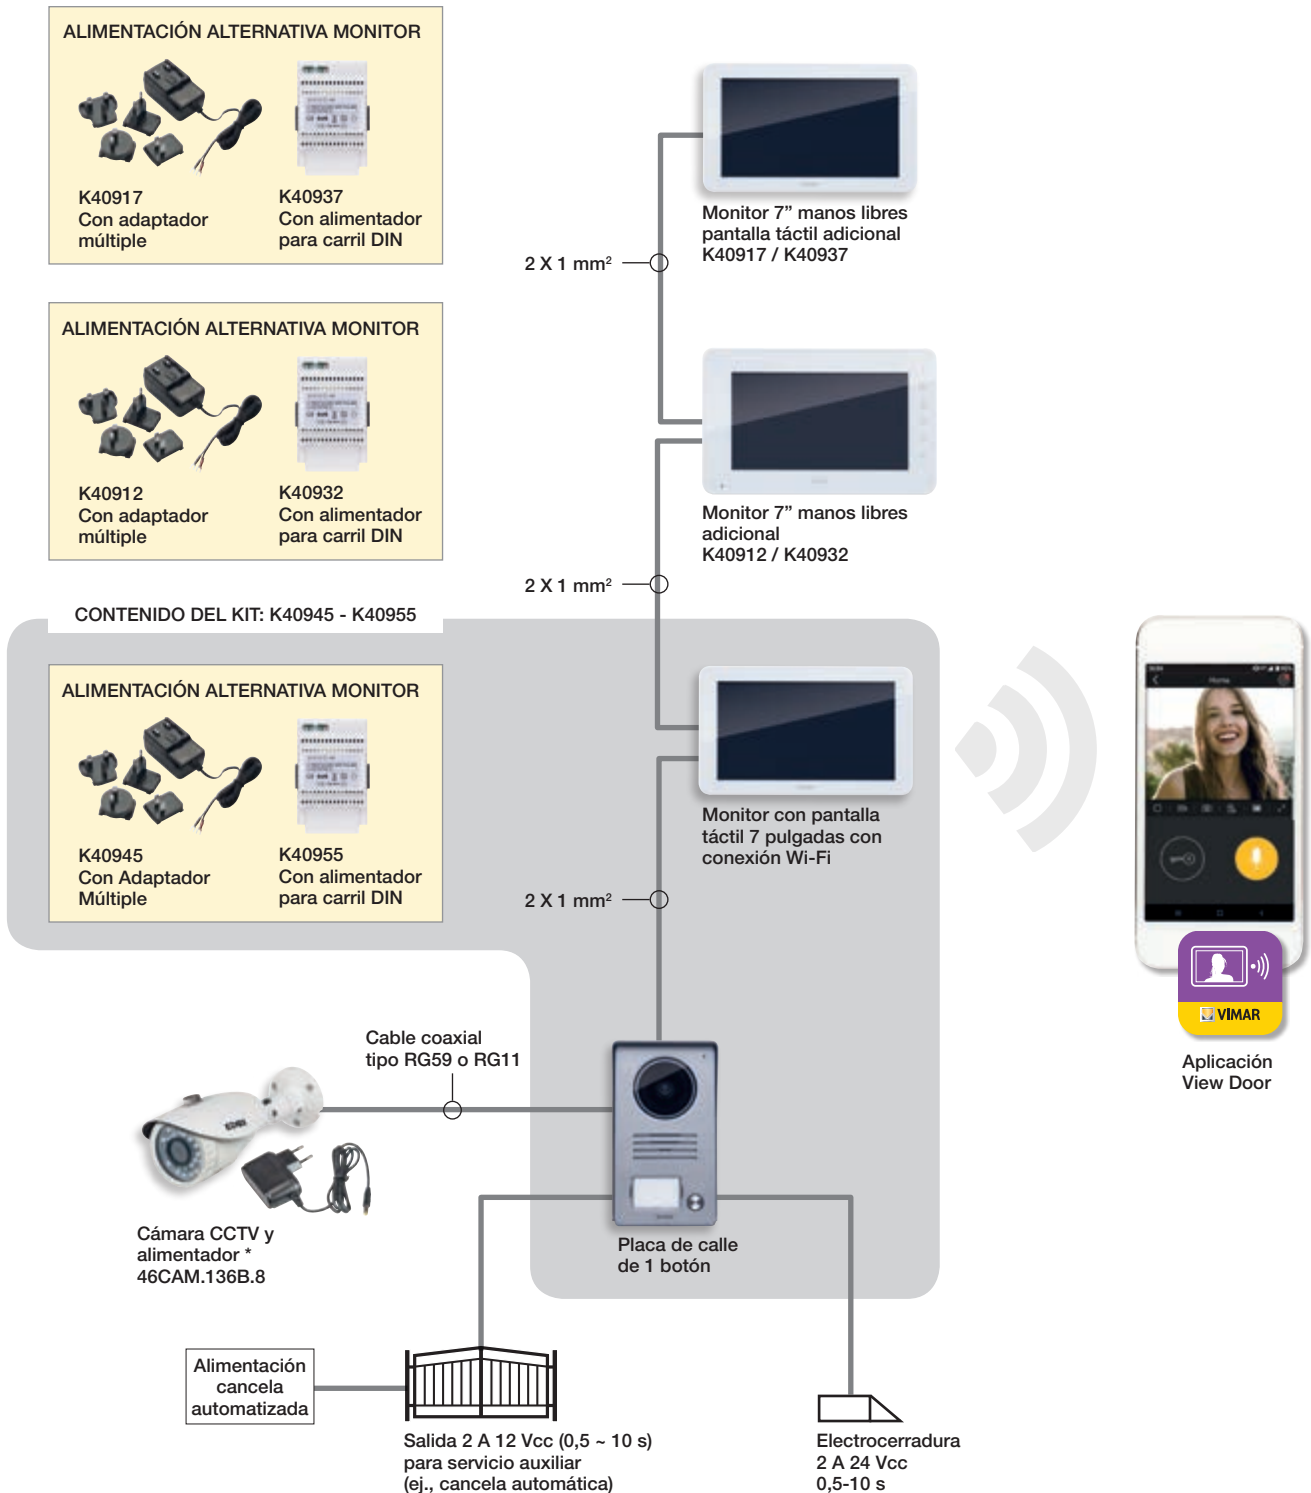 ALIMENTACIÓN ALTERNATIVA MONITOR
K40917
Con adaptador
múltiple
K40937
Con alimentador
para carril DIN
Monitor 7” manos libres
pantalla táctil adicional
K40917 / K40937
2 X 1 mm²
ALIMENTACIÓN ALTERNATIVA MONITOR
K40912
Con adaptador
múltiple
K40932
Con alimentador
para carril DIN
Monitor 7” manos libres
adicional
K40912 / K40932
2 X 1 mm²
CONTENIDO DEL KIT: K40945 - K40955
ALIMENTACIÓN ALTERNATIVA MONITOR
K40945
Con Adaptador
Múltiple
K40955
Con alimentador
para carril DIN
Monitor con pantalla
táctil 7 pulgadas con
conexión Wi-Fi
2 X 1 mm²
Home
VIMAR
Aplicación
View Door
Cable coaxial
tipo RG59 o RG11
Cámara CCTV y
alimentador *
46CAM.136B.8
Placa de calle
de 1 botón
Alimentación
cancela
automatizada
Salida 2 A 12 Vcc (0,5 ~ 10 s)
para servicio auxiliar
(ej., cancela automática)
Electrocerradura
2 A 24 Vcc
0,5-10 s